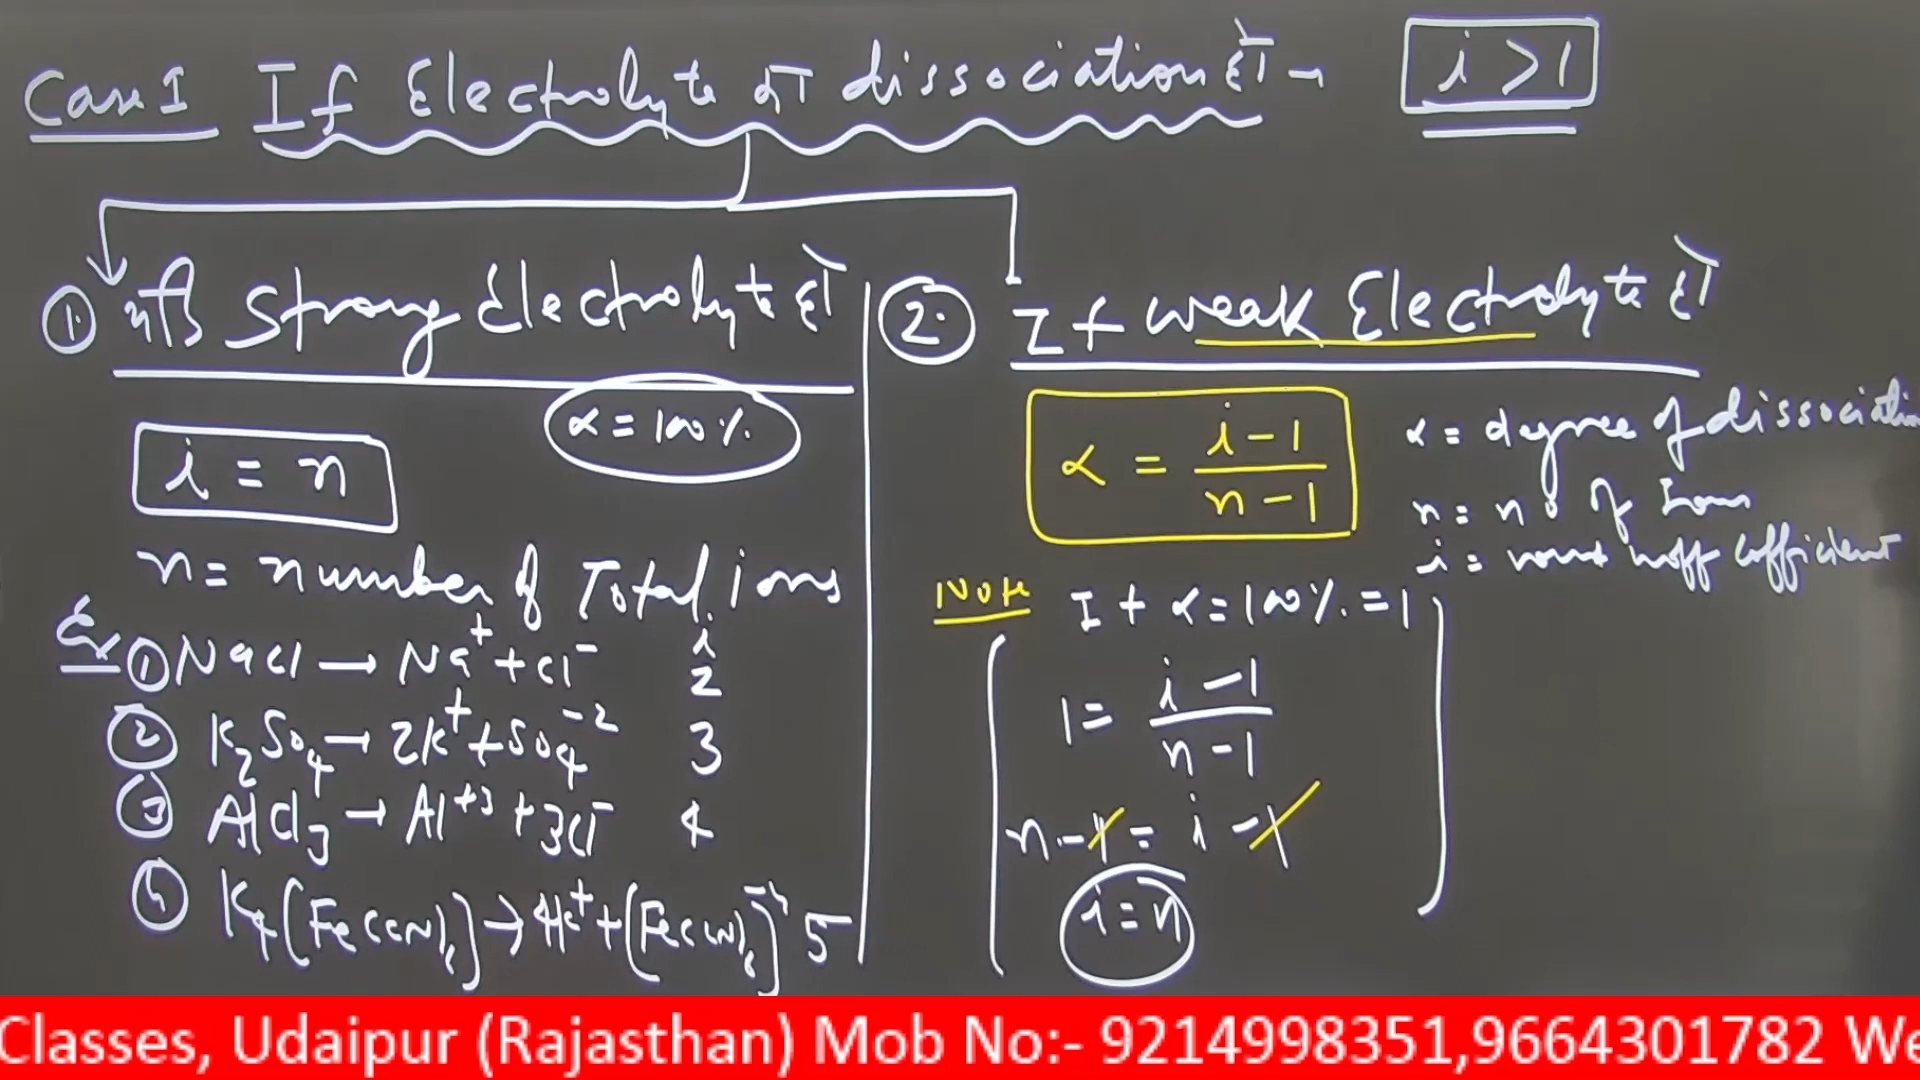 Case I If Electrolyte का dissociation हो → i > 1
① यदि Strong Electrolyte हो
α = 100%
i = n
n = number of Total ions
Ex ① NaCl → Na⁺ + Cl⁻ i 2
② K₂SO₄ → 2K⁺ + SO₄⁻² 3
③ AlCl₃ → Al⁺³ + 3Cl⁻ 4
④ K₄[Fe(CN)₆] → 4K⁺ + [Fe(CN)₆]⁻⁴ 5
② If weak Electrolyte हो
α = (i - 1)/(n - 1)
α = degree of dissociation
n = no of Ions
i = vant hoff cofficient
Note If α = 100% = 1
1 = (i - 1)/(n - 1)
n - 1 = i - 1
i = n
Classes, Udaipur (Rajasthan) Mob No:- 9214998351,9664301782 We